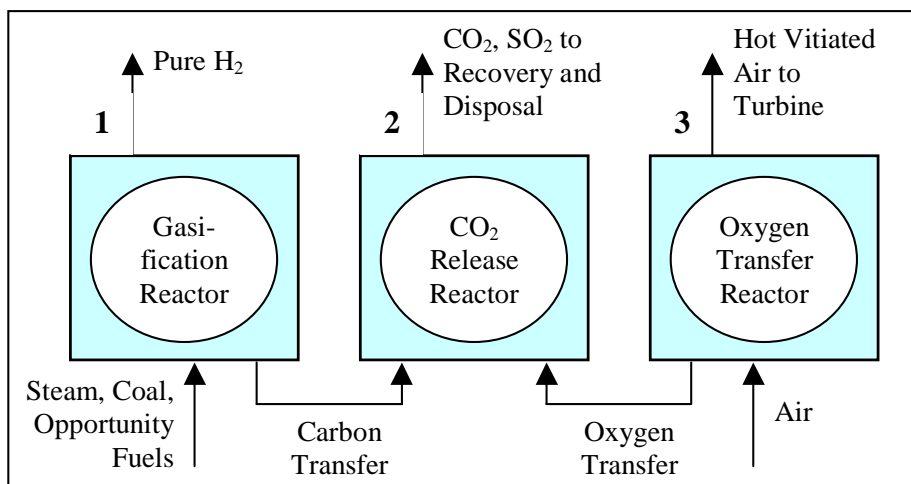 Pure H₂
CO₂, SO₂ to
Recovery and
Disposal
Hot Vitiated
Air to
Turbine
1
2
3
Gasi-
fication
Reactor
CO₂
Release
Reactor
Oxygen
Transfer
Reactor
Steam, Coal,
Opportunity
Fuels
Carbon
Transfer
Oxygen
Transfer
Air